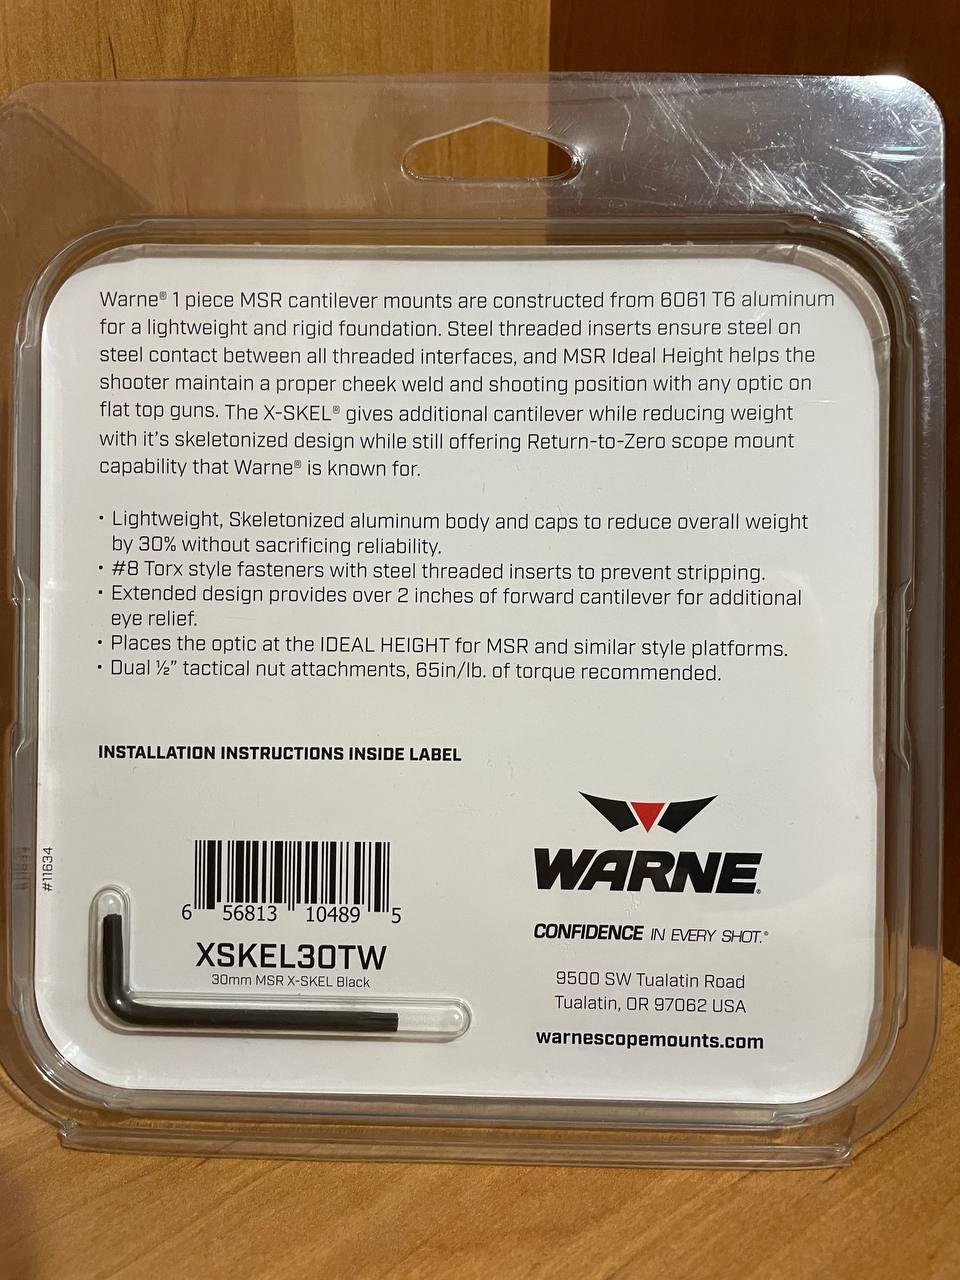 Warne® 1 piece MSR cantilever mounts are constructed from 6061 T6 aluminum
for a lightweight and rigid foundation. Steel threaded inserts ensure steel on
steel contact between all threaded interfaces, and MSR Ideal Height helps the
shooter maintain a proper cheek weld and shooting position with any optic on
flat top guns. The X-SKEL® gives additional cantilever while reducing weight
with it's skeletonized design while still offering Return-to-Zero scope mount
capability that Warne® is known for.
• Lightweight, Skeletonized aluminum body and caps to reduce overall weight
by 30% without sacrificing reliability.
• #8 Torx style fasteners with steel threaded inserts to prevent stripping.
• Extended design provides over 2 inches of forward cantilever for additional
eye relief.
• Places the optic at the IDEAL HEIGHT for MSR and similar style platforms.
• Dual ½" tactical nut attachments, 65in/lb. of torque recommended.
INSTALLATION INSTRUCTIONS INSIDE LABEL
#11634
6 56813 10489 5
XSKEL30TW
30mm MSR X-SKEL Black
WARNE®
CONFIDENCE IN EVERY SHOT.®
9500 SW Tualatin Road
Tualatin, OR 97062 USA
warnescopemounts.com